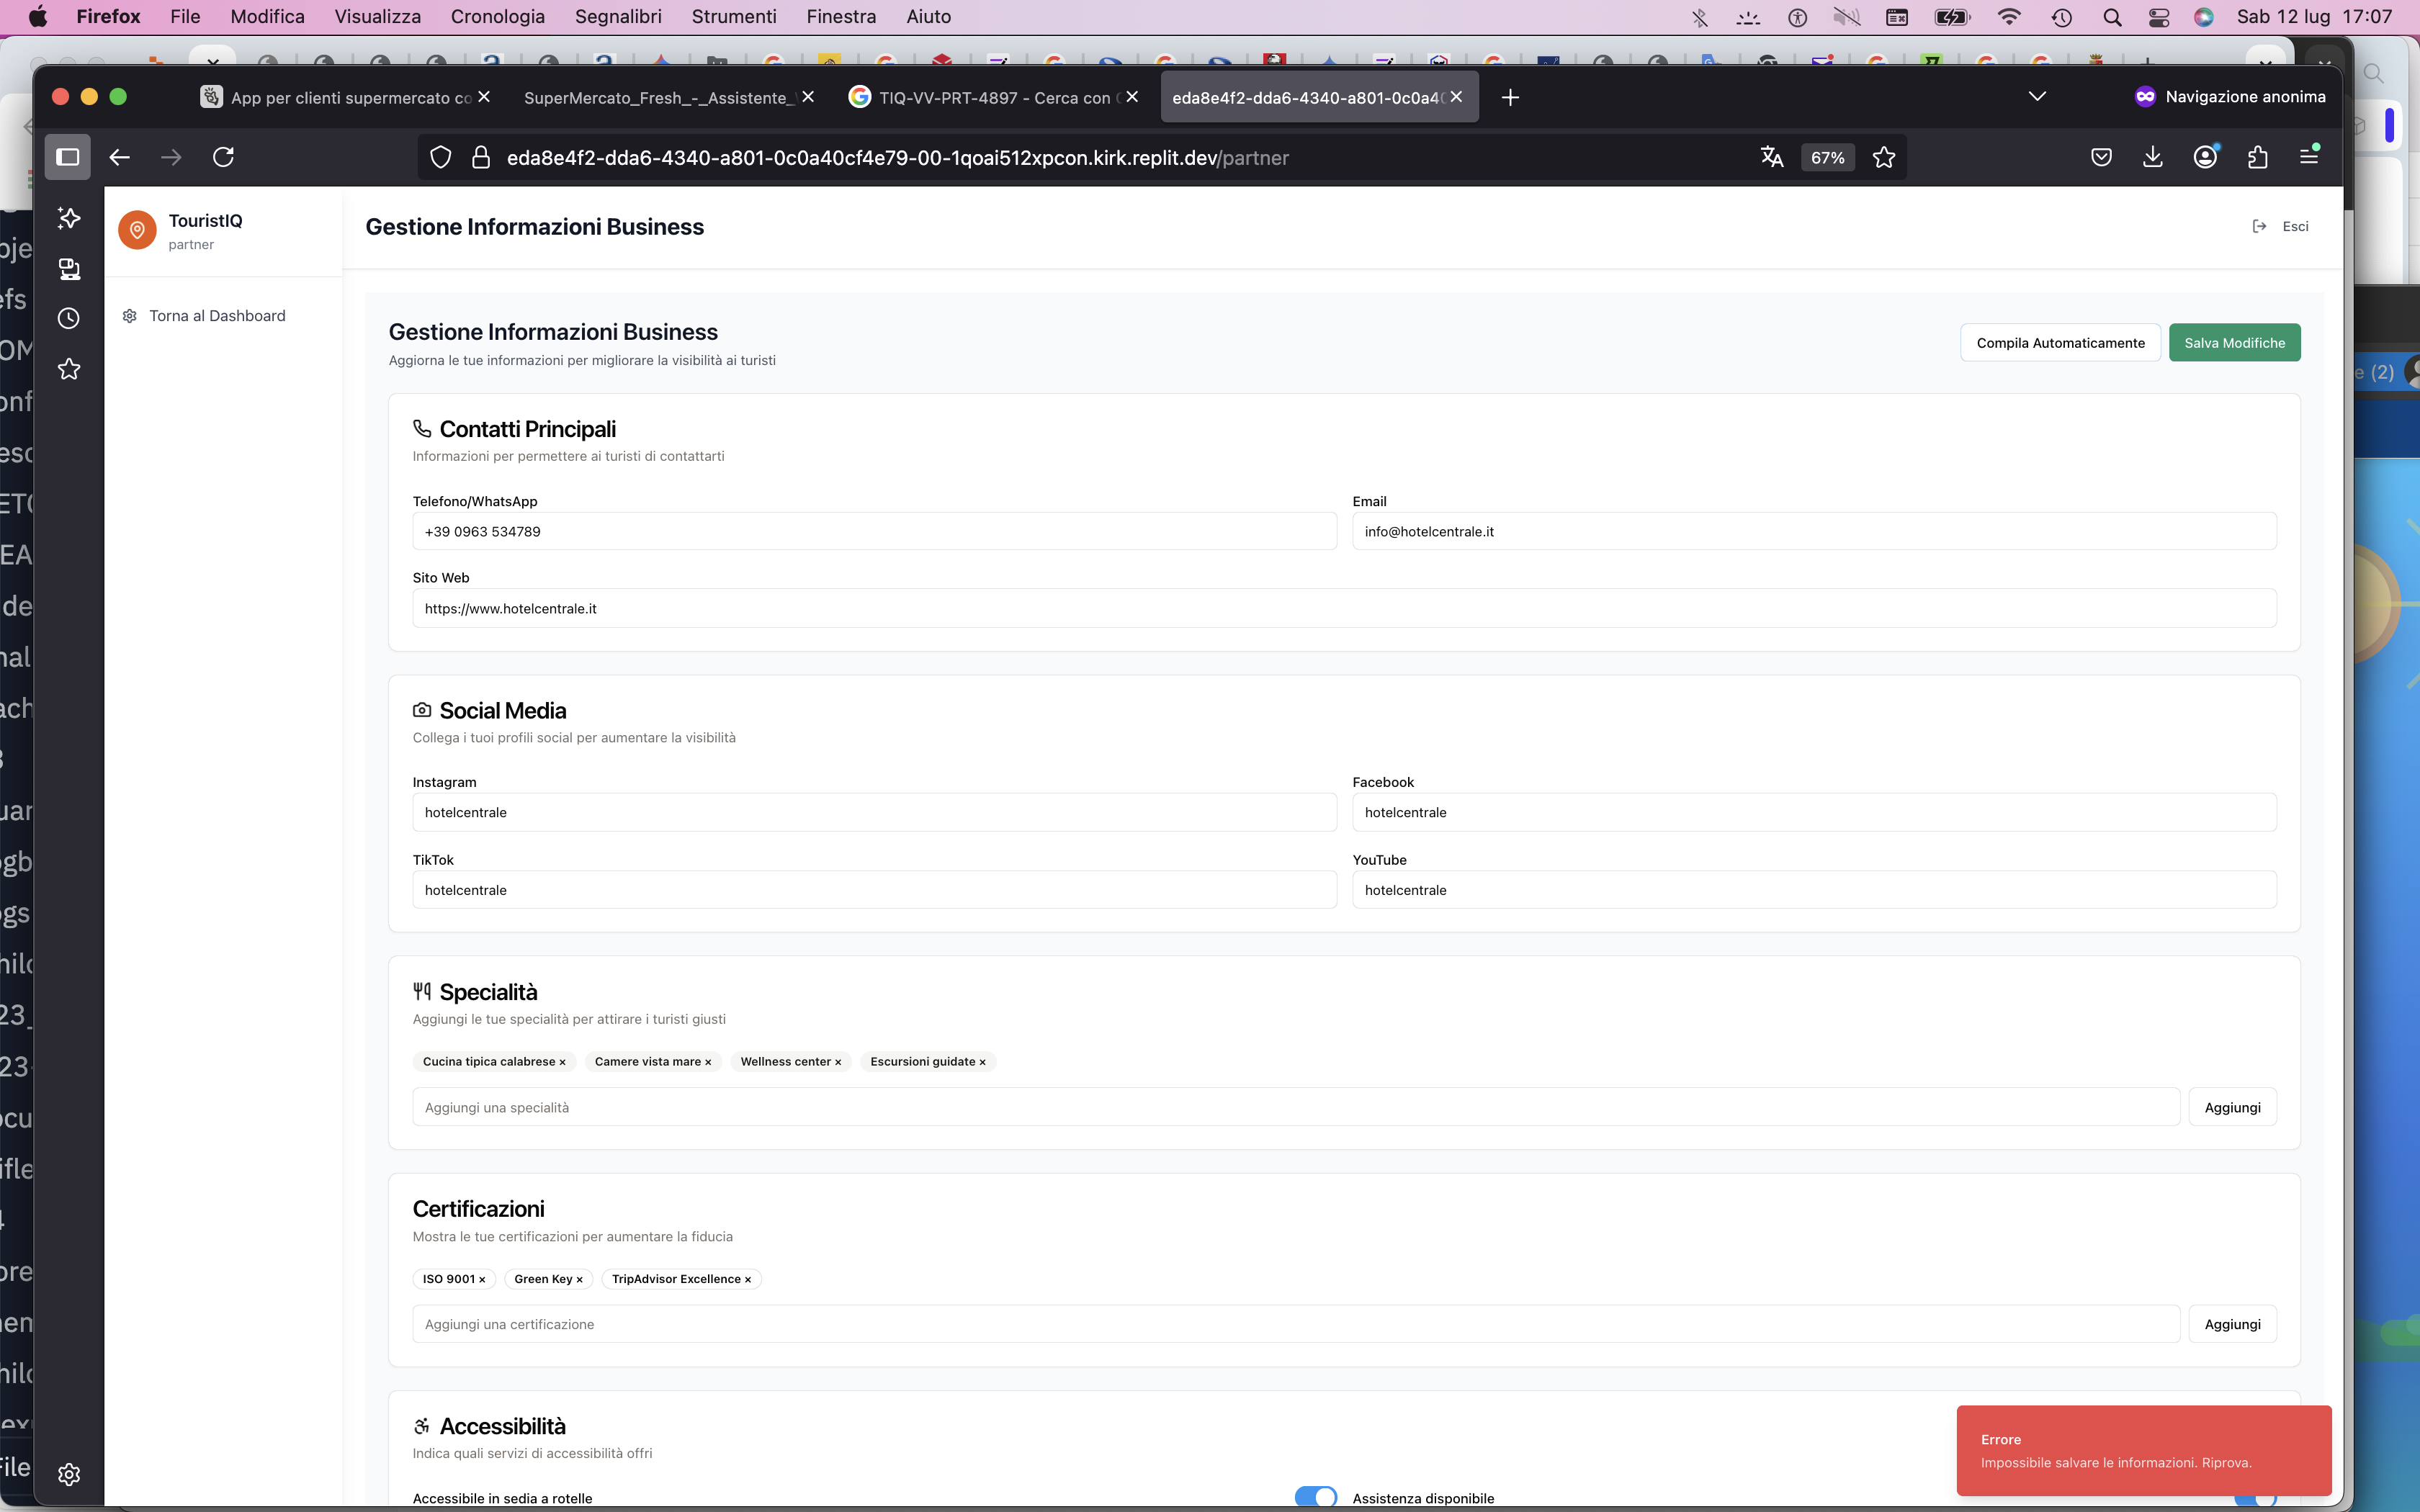 Firefox File Modifica Visualizza Cronologia Segnalibri Strumenti Finestra Aiuto Sab 12 lug 17:07
App per clienti supermercato co SuperMercato_Fresh_-_Assistente_ TIQ-VV-PRT-4897 - Cerca con eda8e4f2-dda6-4340-a801-0c0a40 Navigazione anonima
eda8e4f2-dda6-4340-a801-0c0a40cf4e79-00-1qoai512xpcon.kirk.replit.dev/partner 67%
TouristIQ
partner
Torna al Dashboard
Gestione Informazioni Business
Esci
Gestione Informazioni Business
Aggiorna le tue informazioni per migliorare la visibilità ai turisti
Compila Automaticamente Salva Modifiche
Contatti Principali
Informazioni per permettere ai turisti di contattarti
Telefono/WhatsApp Email
+39 0963 534789 info@hotelcentrale.it
Sito Web
https://www.hotelcentrale.it
Social Media
Collega i tuoi profili social per aumentare la visibilità
Instagram Facebook
hotelcentrale hotelcentrale
TikTok YouTube
hotelcentrale hotelcentrale
Specialità
Aggiungi le tue specialità per attirare i turisti giusti
Cucina tipica calabrese × Camere vista mare × Wellness center × Escursioni guidate ×
Aggiungi una specialità Aggiungi
Certificazioni
Mostra le tue certificazioni per aumentare la fiducia
ISO 9001 × Green Key × TripAdvisor Excellence ×
Aggiungi una certificazione Aggiungi
Accessibilità
Indica quali servizi di accessibilità offri
Accessibile in sedia a rotelle Assistenza disponibile
Errore
Impossibile salvare le informazioni. Riprova.
e (2)